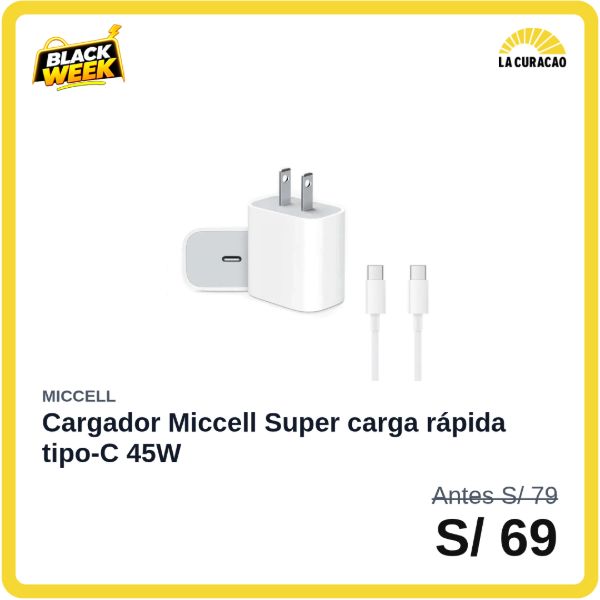 BLACK
WEEK
LA CURACAO
MICCELL
Cargador Miccell Super carga rápida
tipo-C 45W
Antes S/ 79
S/ 69